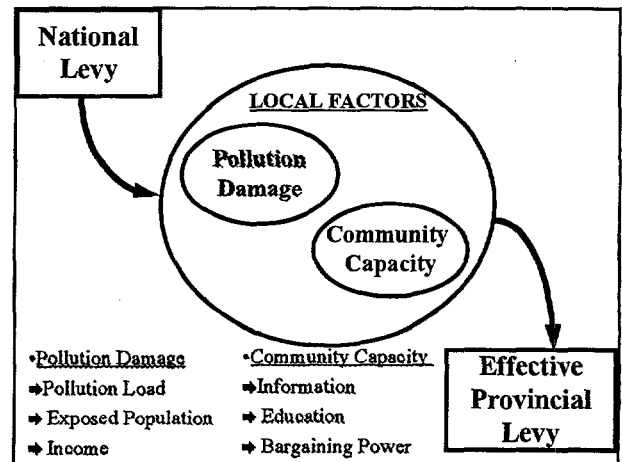 National
Levy
LOCAL FACTORS
Pollution
Damage
Community
Capacity
•Pollution Damage
➔Pollution Load
➔ Exposed Population
➔ Income
•Community Capacity
➔Information
➔ Education
➔ Bargaining Power
Effective
Provincial
Levy